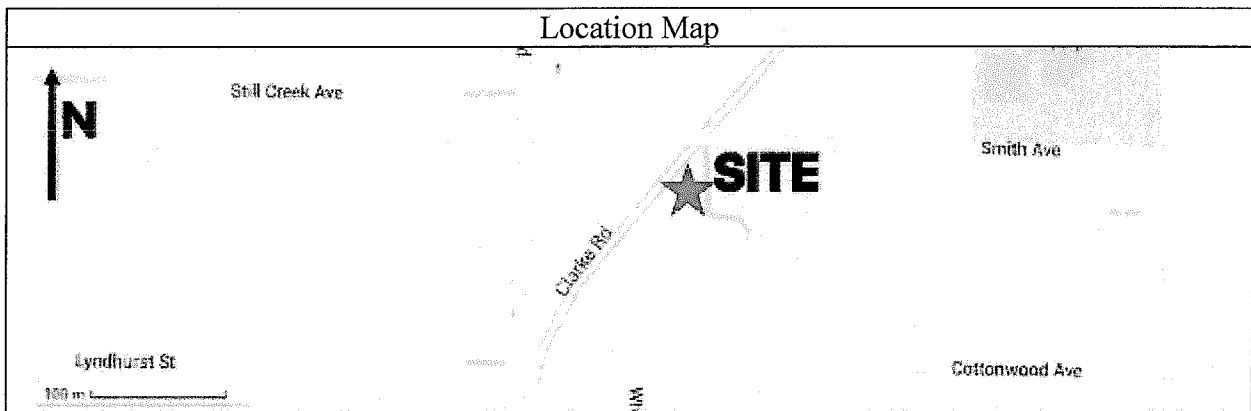 Location Map
N
Still Creek Ave
Smith Ave
SITE
Clarke Rd
Lyndhurst St
Cottonwood Ave
100 m